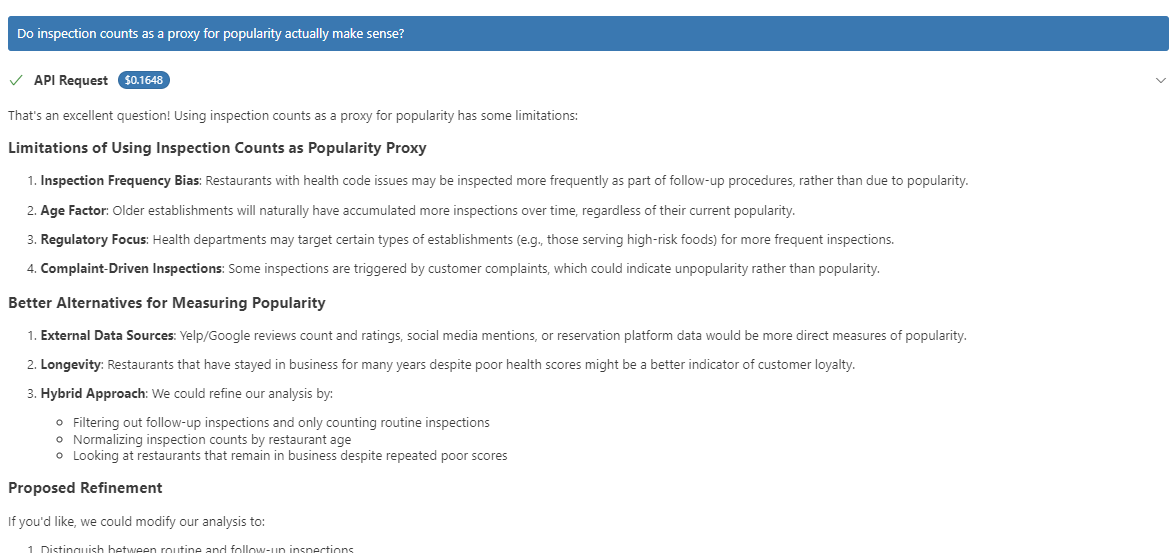 Do inspection counts as a proxy for popularity actually make sense?
API Request $0.1648
That's an excellent question! Using inspection counts as a proxy for popularity has some limitations:
Limitations of Using Inspection Counts as Popularity Proxy
1. Inspection Frequency Bias: Restaurants with health code issues may be inspected more frequently as part of follow-up procedures, rather than due to popularity.
2. Age Factor: Older establishments will naturally have accumulated more inspections over time, regardless of their current popularity.
3. Regulatory Focus: Health departments may target certain types of establishments (e.g., those serving high-risk foods) for more frequent inspections.
4. Complaint-Driven Inspections: Some inspections are triggered by customer complaints, which could indicate unpopularity rather than popularity.
Better Alternatives for Measuring Popularity
1. External Data Sources: Yelp/Google reviews count and ratings, social media mentions, or reservation platform data would be more direct measures of popularity.
2. Longevity: Restaurants that have stayed in business for many years despite poor health scores might be a better indicator of customer loyalty.
3. Hybrid Approach: We could refine our analysis by:
Filtering out follow-up inspections and only counting routine inspections
Normalizing inspection counts by restaurant age
Looking at restaurants that remain in business despite repeated poor scores
Proposed Refinement
If you'd like, we could modify our analysis to:
1. Distinguish between routine and follow-up inspections